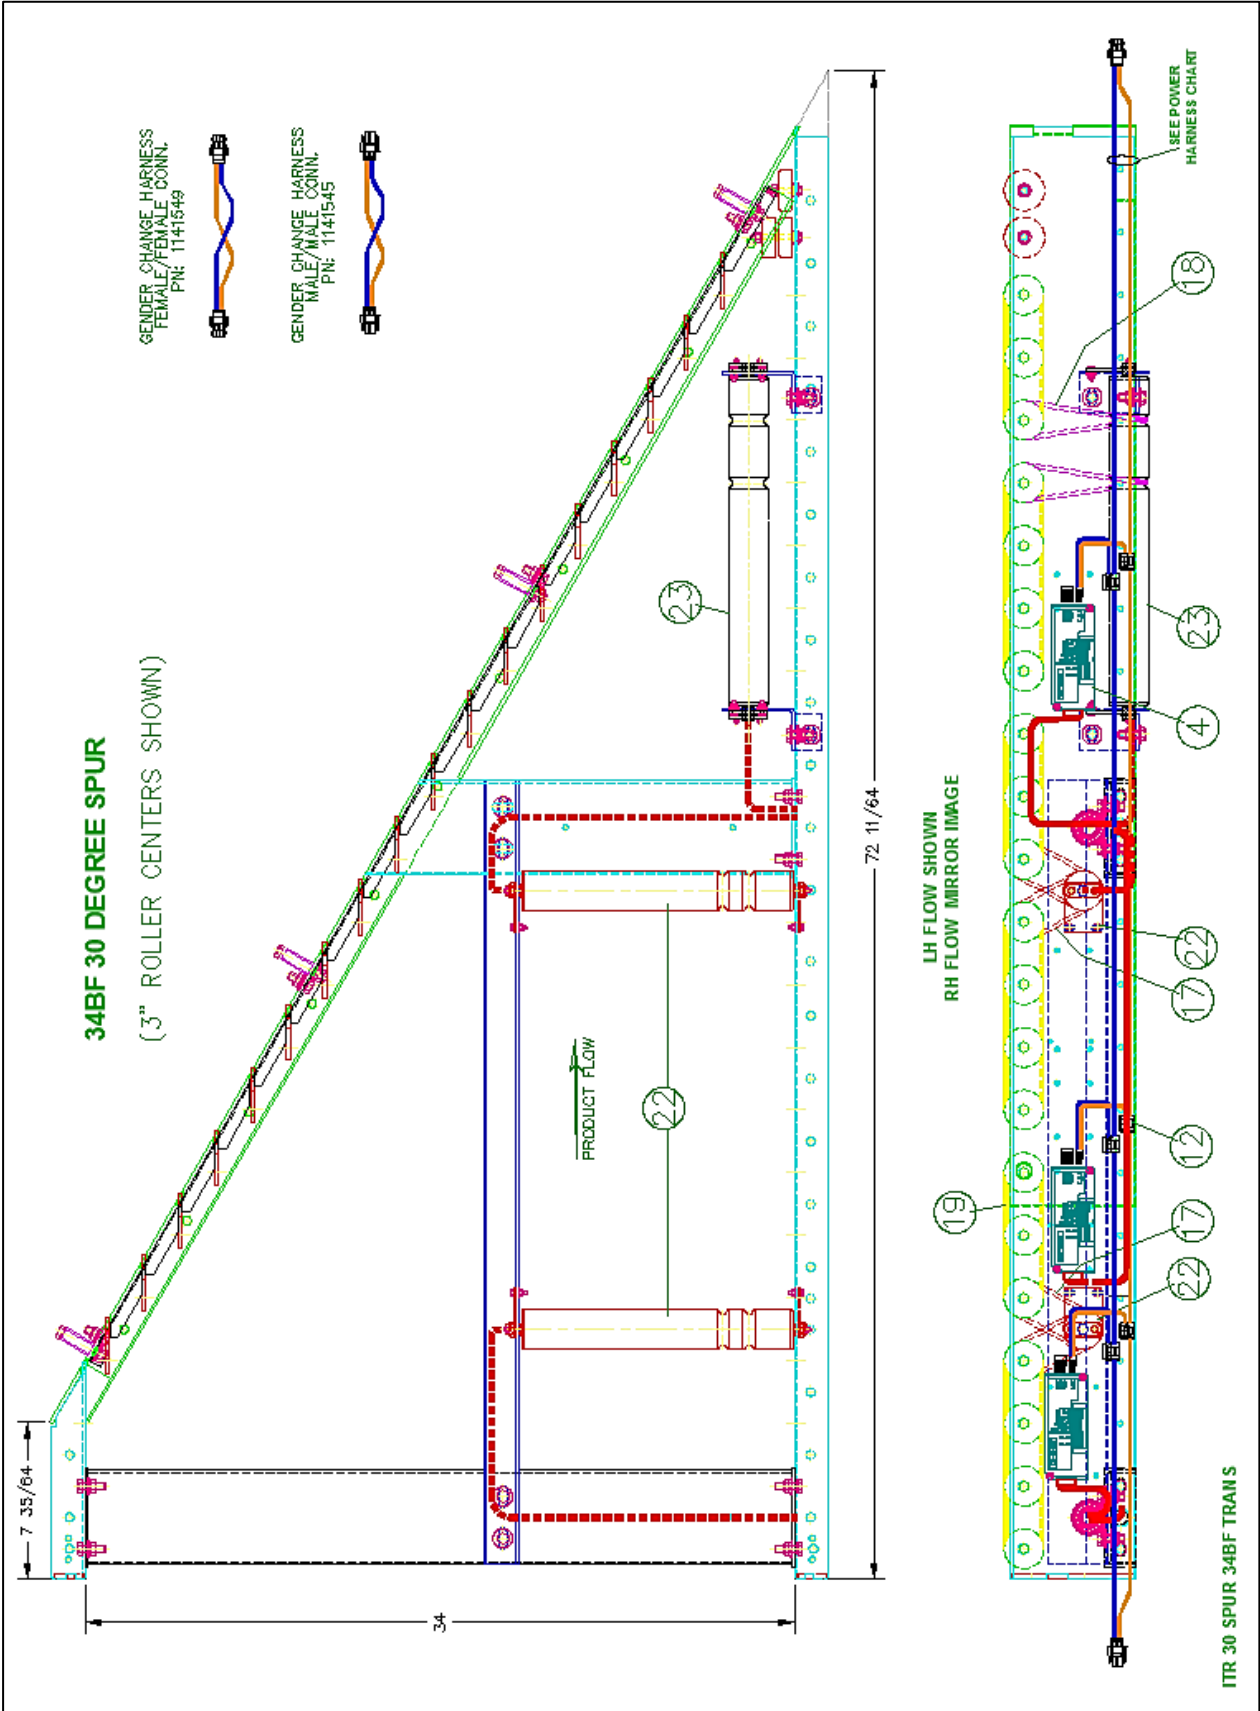 34BF 30 DEGREE SPUR
(3" ROLLER CENTERS SHOWN)
GENDER CHANGE HARNESS
FEMALE/FEMALE CONN.
PN: 1141549
GENDER CHANGE HARNESS
MALE/MALE CONN.
PN: 1141545
7 35/64
34
PRODUCT FLOW
22
23
72 11/64
LH FLOW SHOWN
RH FLOW MIRROR IMAGE
SEE POWER
HARNESS CHART
19
22
17
12
17
22
4
23
18
ITR 30 SPUR 34BF TRANS